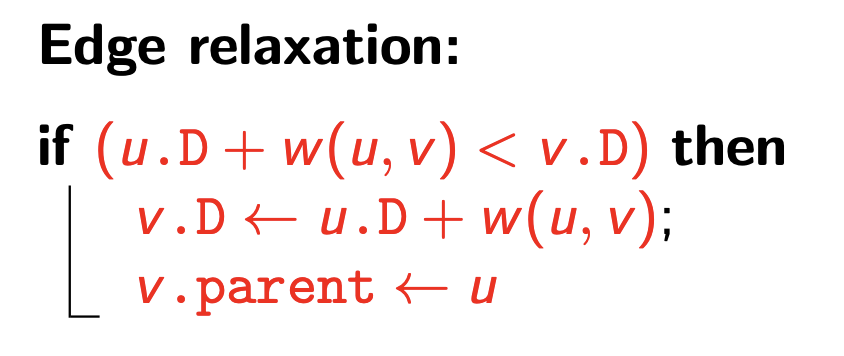 Edge relaxation:
if (u.D + w(u, v) < v.D) then
v.D ← u.D + w(u, v);
v.parent ← u